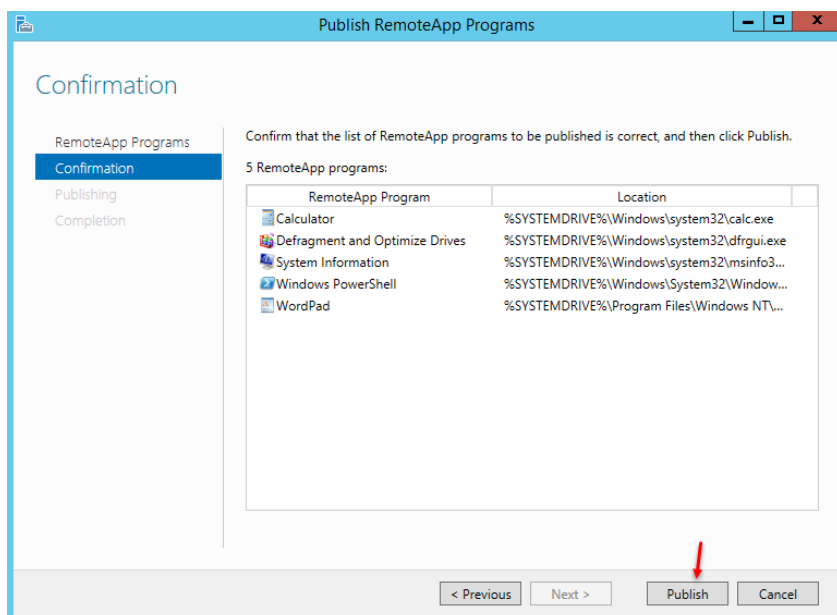 Publish RemoteApp Programs
Confirmation
RemoteApp Programs
Confirmation
Publishing
Completion
Confirm that the list of RemoteApp programs to be published is correct, and then click Publish.
5 RemoteApp programs:
RemoteApp Program Location
Calculator %SYSTEMDRIVE%\Windows\system32\calc.exe
Defragment and Optimize Drives %SYSTEMDRIVE%\Windows\system32\dfrgui.exe
System Information %SYSTEMDRIVE%\Windows\system32\msinfo3...
Windows PowerShell %SYSTEMDRIVE%\Windows\System32\Window...
WordPad %SYSTEMDRIVE%\Program Files\Windows NT\...
< Previous Next > Publish Cancel